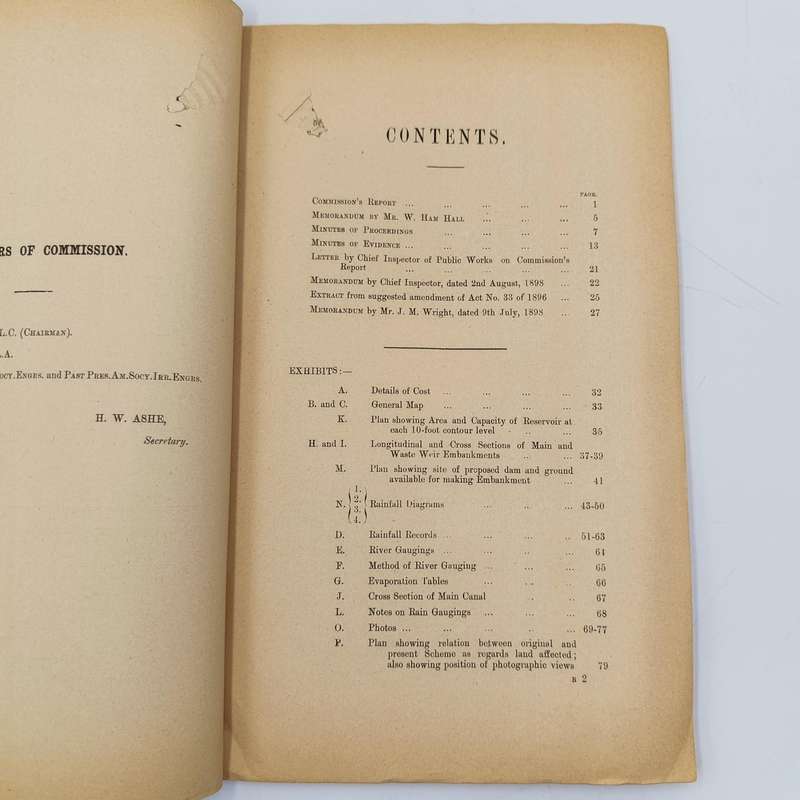 RS OF COMMISSION.
L.C. (Chairman).
.A.
ocy.Engrs. and Past Pres.Am.Socy.Irr.Engrs.
H. W. ASHE,
Secretary.
CONTENTS.
PAGE.
Commission's Report ... ... ... ... ... 1
Memorandum by Mr. W. Ham Hall ... ... ... 5
Minutes of Proceedings ... ... ... ... 7
Minutes of Evidence ... ... ... ... ... 13
Letter by Chief Inspector of Public Works on Commission's
Report ... ... ... ... ... 21
Memorandum by Chief Inspector, dated 2nd August, 1898 ... 22
Extract from suggested amendment of Act No. 33 of 1896 ... 25
Memorandum by Mr. J. M. Wright, dated 9th July, 1898 ... 27
EXHIBITS:—
A. Details of Cost ... ... ... ... 32
B. and C. General Map ... ... ... ... 33
K. Plan showing Area and Capacity of Reservoir at
each 10-foot contour level ... ... 35
H. and I. Longitudinal and Cross Sections of Main and
Waste Weir Embankments ... ... 37-39
M. Plan showing site of proposed dam and ground
available for making Embankment ... 41
1.
2.
N. Rainfall Diagrams ... ... ... 43-50
3.
4.
D. Rainfall Records ... ... ... ... 51-63
E. River Gaugings ... ... ... ... 64
F. Method of River Gauging ... ... ... 65
G. Evaporation Tables ... ... ... 66
J. Cross Section of Main Canal ... ... 67
L. Notes on Rain Gaugings ... ... ... 68
O. Photos ... ... ... ... ... 69-77
P. Plan showing relation between original and
present Scheme as regards land affected;
also showing position of photographic views 79
R 2